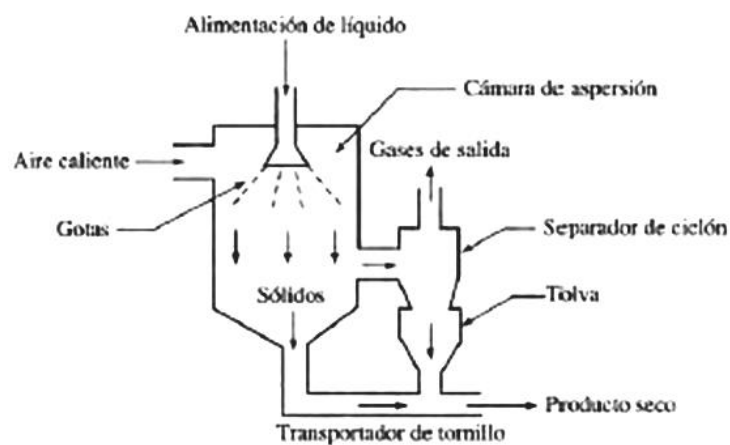 Alimentación de líquido
Cámara de aspersión
Gases de salida
Aire caliente
Gotas
Separador de ciclón
Sólidos
Tolva
Producto seco
Transportador de tornillo